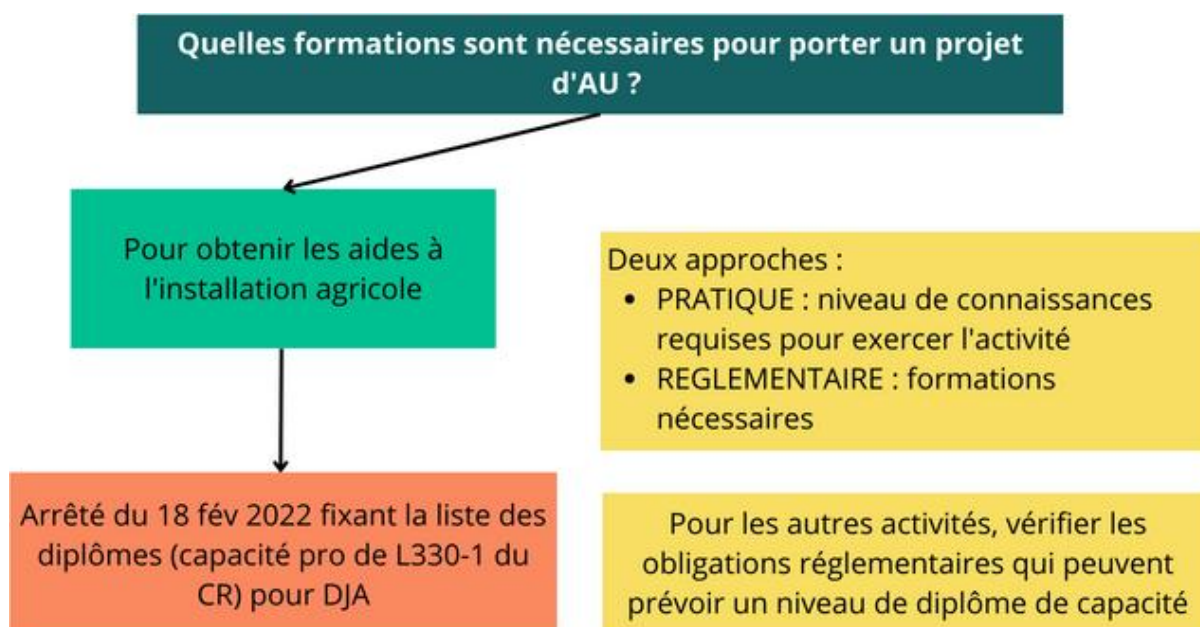 Quelles formations sont nécessaires pour porter un projet
d'AU ?
Pour obtenir les aides à
l'installation agricole
Deux approches :
• PRATIQUE : niveau de connaissances
requises pour exercer l'activité
• REGLEMENTAIRE : formations
nécessaires
Arrêté du 18 fév 2022 fixant la liste des
diplômes (capacité pro de L330-1 du
CR) pour DJA
Pour les autres activités, vérifier les
obligations réglementaires qui peuvent
prévoir un niveau de diplôme de capacité